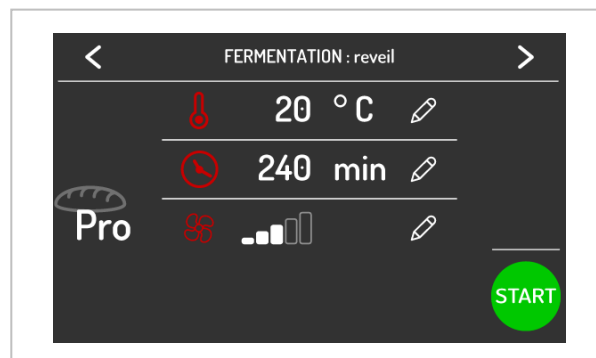 FERMENTATION : reveil
20 °C
240 min
Pro
START